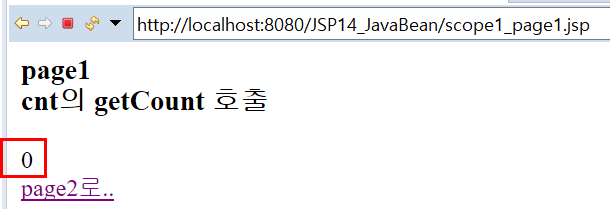 http://localhost:8080/JSP14_JavaBean/scope1_page1.jsp
page1
cnt의 getCount 호출
0
page2로..